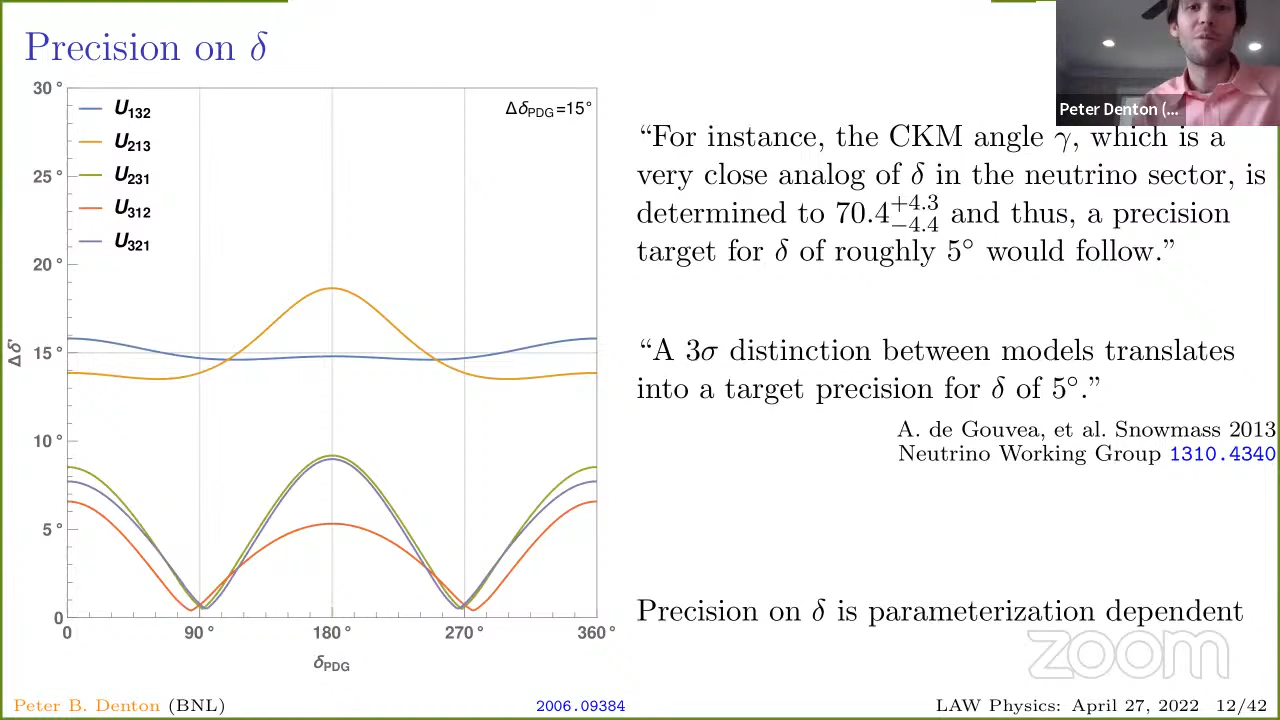 Precision on δ
Peter Denton (...
30 °
25 °
20 °
15 °
10 °
5 °
0
Δδ'
U132
U213
U231
U312
U321
ΔδPDG=15°
0
90 °
180 °
270 °
360 °
δPDG
“For instance, the CKM angle γ, which is a
very close analog of δ in the neutrino sector, is
determined to 70.4+4.3−4.4 and thus, a precision
target for δ of roughly 5° would follow.”
“A 3σ distinction between models translates
into a target precision for δ of 5°.”
A. de Gouvea, et al. Snowmass 2013
Neutrino Working Group 1310.4340
Precision on δ is parameterization dependent
zoom
Peter B. Denton (BNL)
2006.09384
LAW Physics: April 27, 2022 12/42